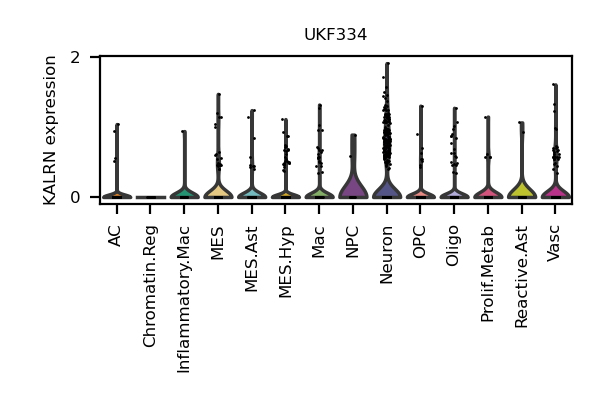 UKF334
KALRN expression
2
0
AC
Chromatin.Reg
Inflammatory.Mac
MES
MES.Ast
MES.Hyp
Mac
NPC
Neuron
OPC
Oligo
Prolif.Metab
Reactive.Ast
Vasc